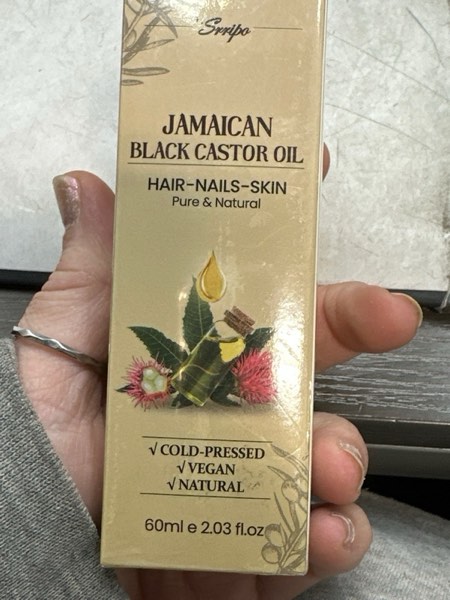 Srripo
JAMAICAN
BLACK CASTOR OIL
HAIR-NAILS-SKIN
Pure & Natural
√ COLD-PRESSED
√ VEGAN
√ NATURAL
60ml e 2.03 fl.oz